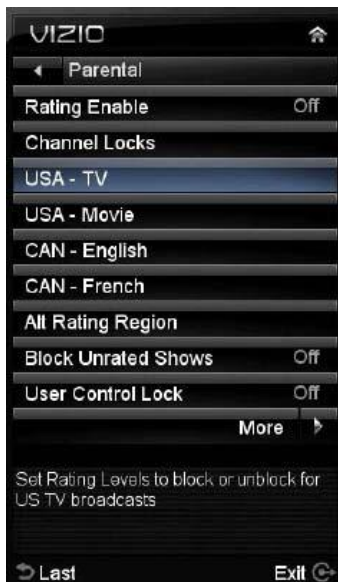 VIZIO
Parental
Rating Enable Off
Channel Locks
USA - TV
USA - Movie
CAN - English
CAN - French
Alt Rating Region
Block Unrated Shows Off
User Control Lock Off
More
Set Rating Levels to block or unblock for
US TV broadcasts
Last Exit